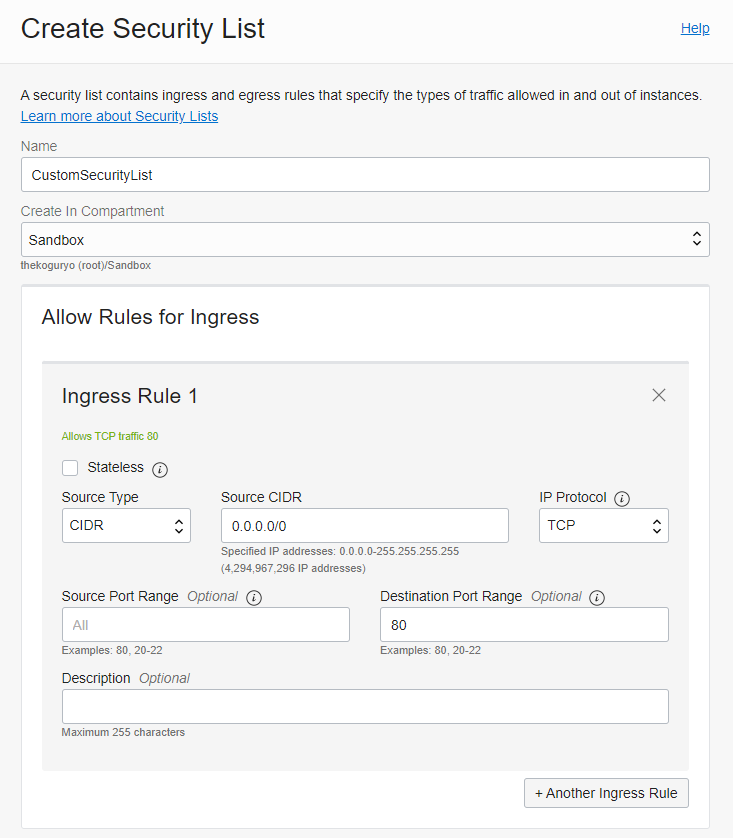 Create Security List
Help
A security list contains ingress and egress rules that specify the types of traffic allowed in and out of instances.
Learn more about Security Lists
Name
CustomSecurityList
Create In Compartment
Sandbox
thekoguryo (root)/Sandbox
Allow Rules for Ingress
Ingress Rule 1
Allows TCP traffic 80
Stateless
Source Type
Source CIDR
IP Protocol
CIDR
0.0.0.0/0
TCP
Specified IP addresses: 0.0.0.0-255.255.255.255
(4,294,967,296 IP addresses)
Source Port Range Optional
Destination Port Range Optional
All
80
Examples: 80, 20-22
Examples: 80, 20-22
Description Optional
Maximum 255 characters
+ Another Ingress Rule